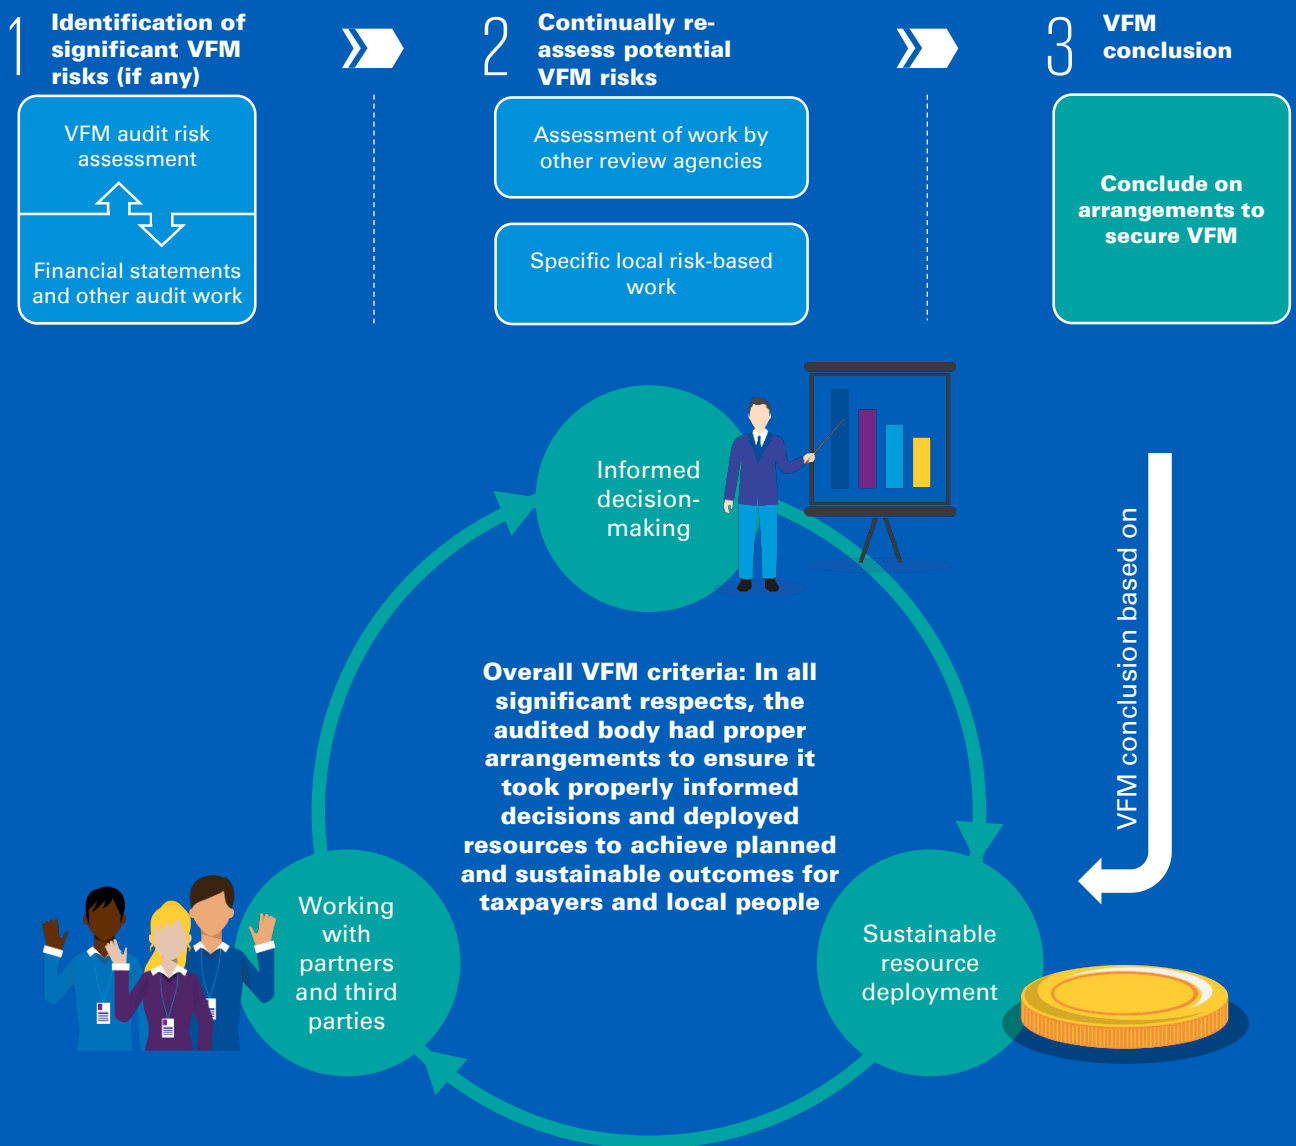 1
Identification of
significant VFM
risks (if any)
VFM audit risk
assessment
Financial statements
and other audit work
2
Continually re-
assess potential
VFM risks
Assessment of work by
other review agencies
Specific local risk-based
work
3
VFM
conclusion
Conclude on
arrangements to
secure VFM
Informed
decision-
making
VFM conclusion based on
Overall VFM criteria: In all
significant respects, the
audited body had proper
arrangements to ensure it
took properly informed
decisions and deployed
resources to achieve planned
and sustainable outcomes for
taxpayers and local people
Working
with
partners
and third
parties
Sustainable
resource
deployment